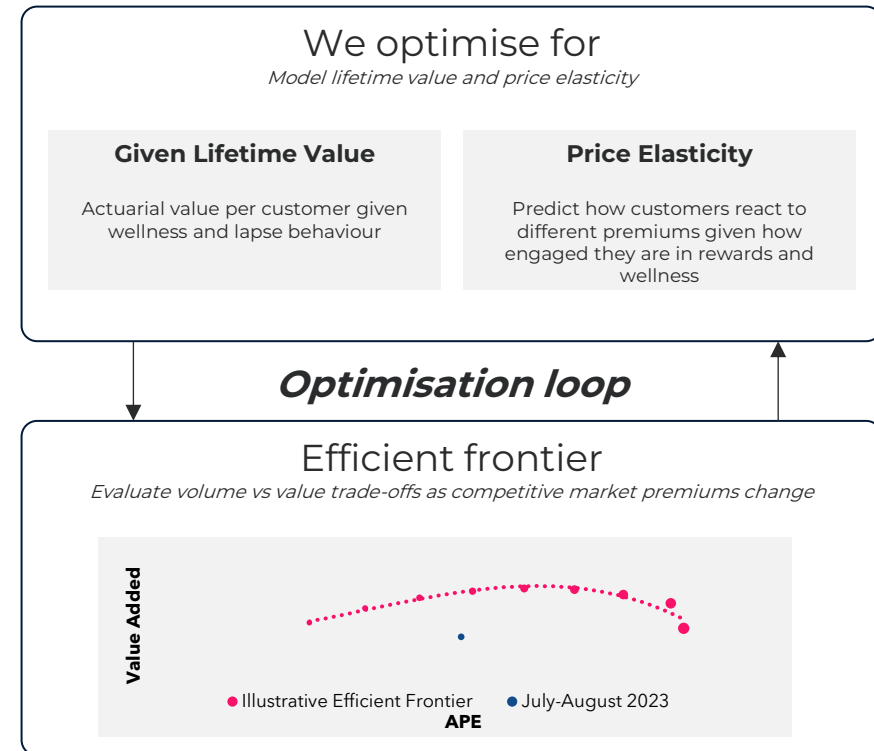 We optimise for
Model lifetime value and price elasticity
Given Lifetime Value
Actuarial value per customer given
wellness and lapse behaviour
Price Elasticity
Predict how customers react to
different premiums given how
engaged they are in rewards and
wellness
Optimisation loop
Efficient frontier
Evaluate volume vs value trade-offs as competitive market premiums change
Value Added
Illustrative Efficient Frontier
July-August 2023
APE